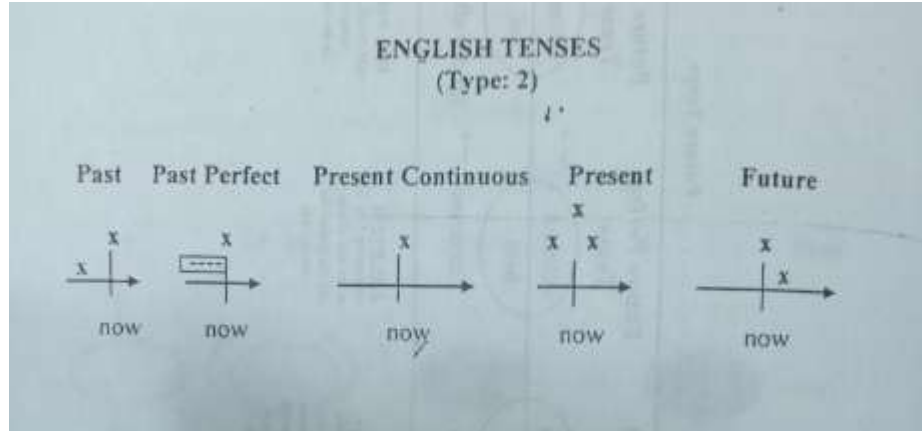 ENGLISH TENSES
(Type: 2)
Past Past Perfect Present Continuous Present Future
x x x x x
x x x x
now now now now now